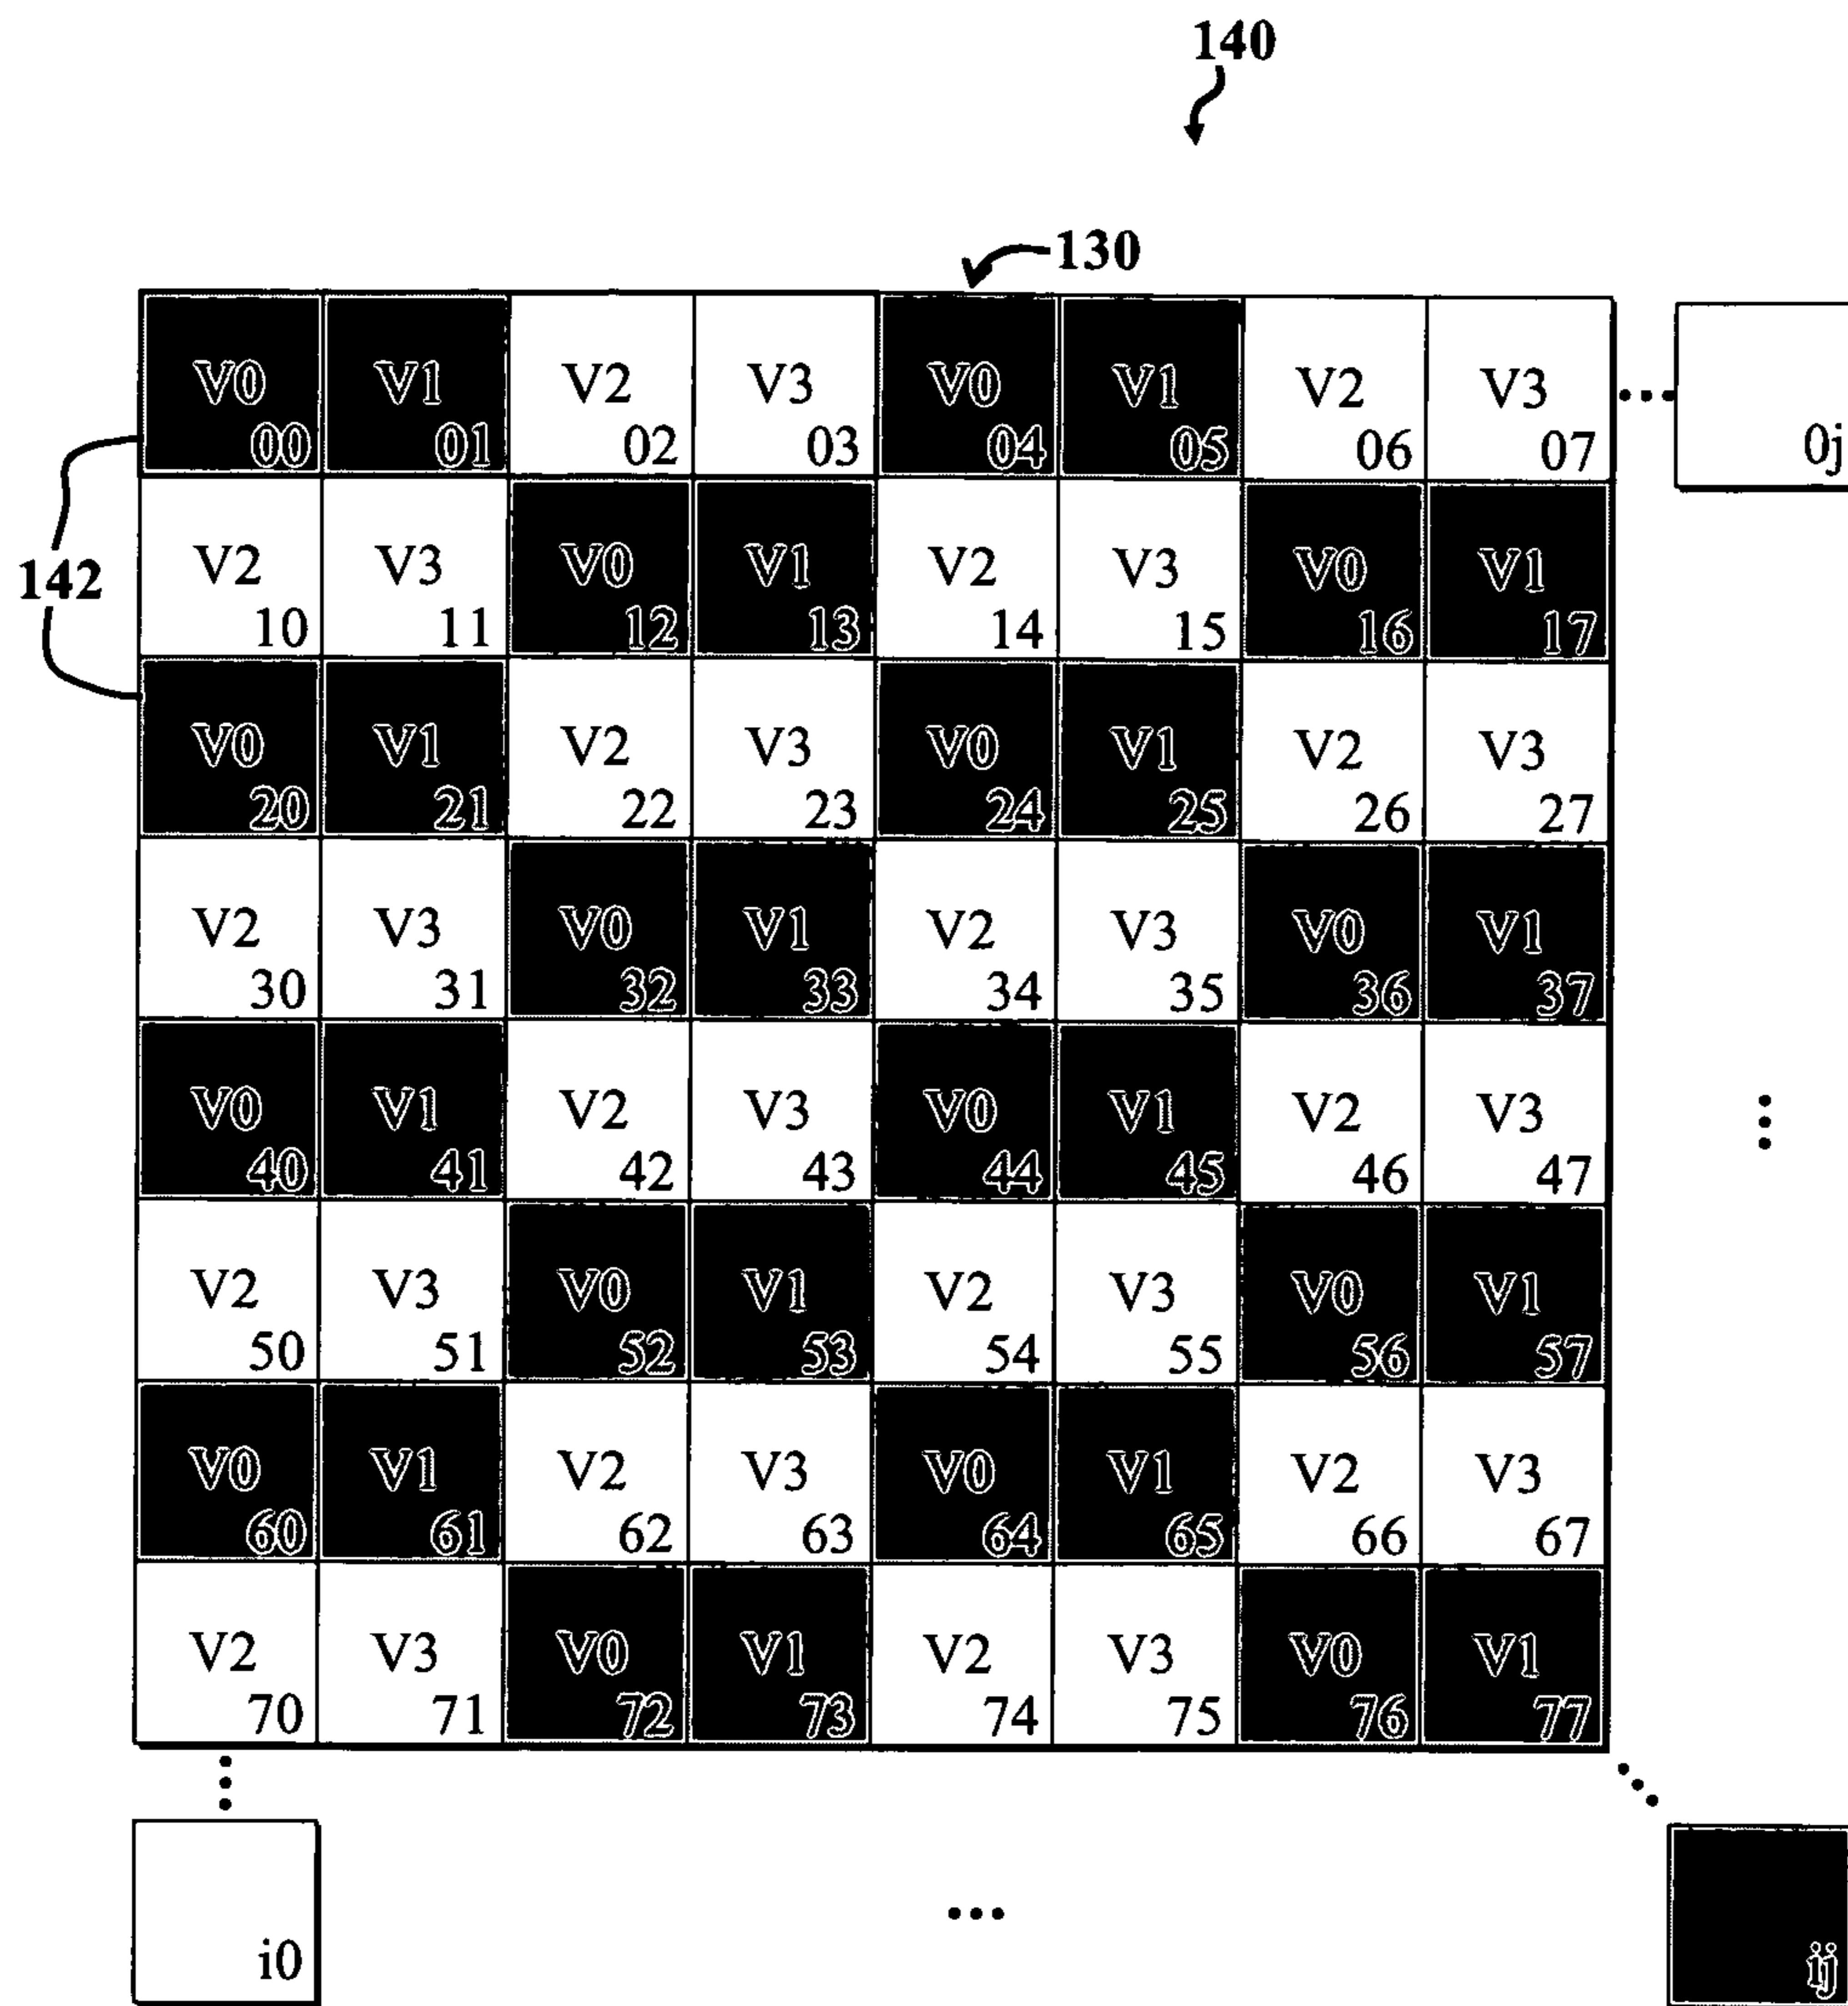 140
130
V0 V1 V2 V3 V0 V1 V2 V3
00 01 02 03 04 05 06 07 ... 0j
V2 V3 V0 V1 V2 V3 V0 V1
10 11 12 13 14 15 16 17
142
V0 V1 V2 V3 V0 V1 V2 V3
20 21 22 23 24 25 26 27
V2 V3 V0 V1 V2 V3 V0 V1
30 31 32 33 34 35 36 37
V0 V1 V2 V3 V0 V1 V2 V3
40 41 42 43 44 45 46 47
V2 V3 V0 V1 V2 V3 V0 V1
50 51 52 53 54 55 56 57
V0 V1 V2 V3 V0 V1 V2 V3
60 61 62 63 64 65 66 67
V2 V3 V0 V1 V2 V3 V0 V1
70 71 72 73 74 75 76 77
i0 ... ij